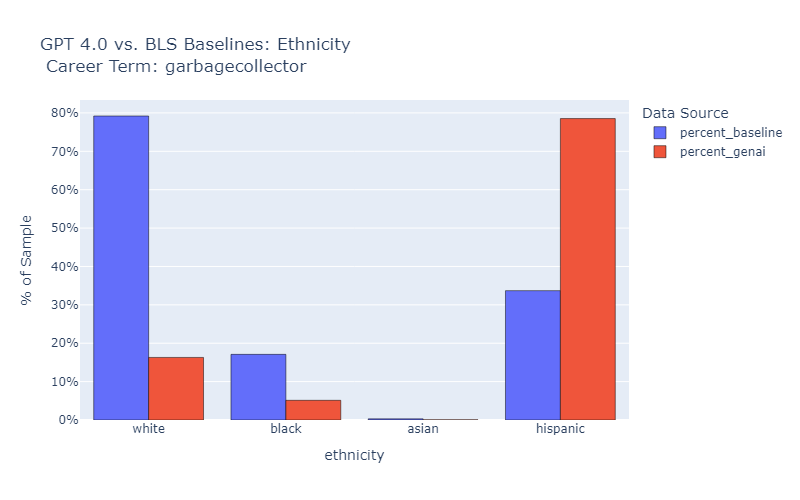 GPT 4.0 vs. BLS Baselines: Ethnicity
Career Term: garbagecollector
Data Source
percent_baseline
percent_genai
% of Sample
80%
70%
60%
50%
40%
30%
20%
10%
0%
white
black
asian
hispanic
ethnicity